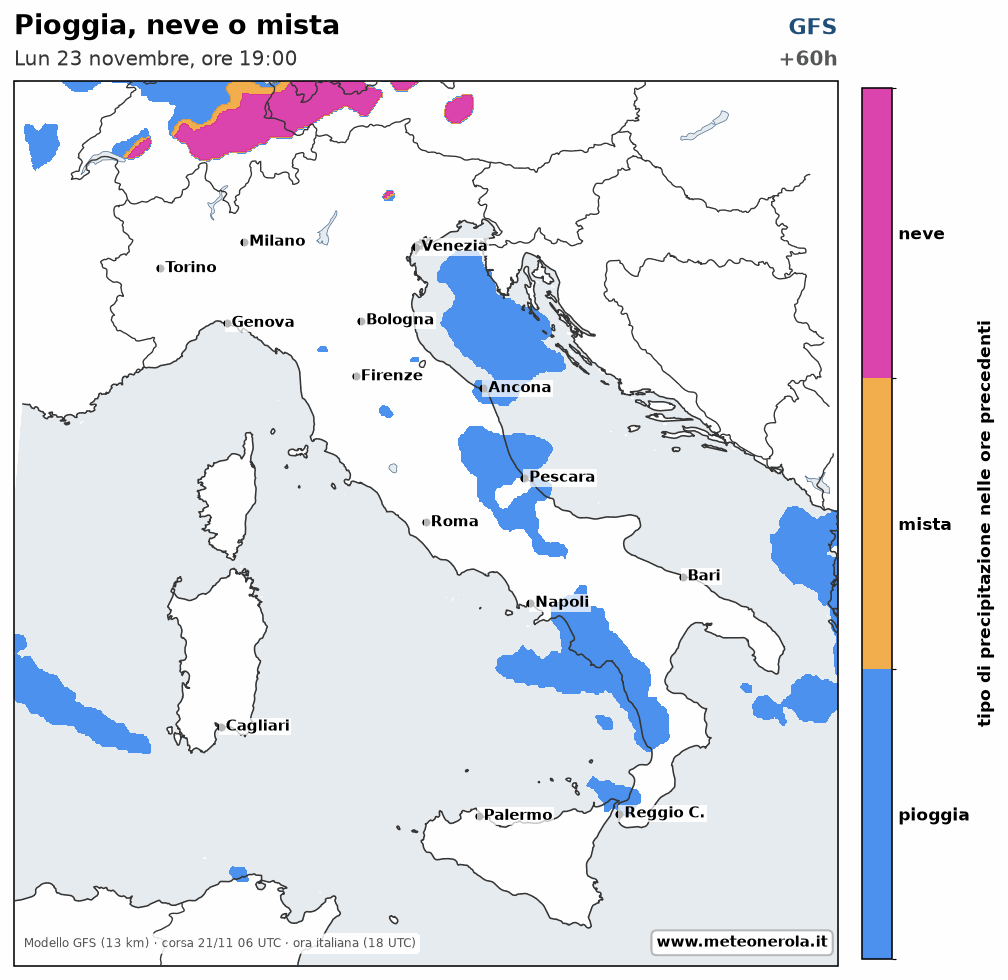 Pioggia, neve o mista
GFS
Lun 23 novembre, ore 19:00
+60h
neve
mista
pioggia
tipo di precipitazione nelle ore precedenti
Milano
Venezia
Torino
Genova
Bologna
Firenze
Ancona
Pescara
Roma
Bari
Napoli
Cagliari
Palermo
Reggio C.
Modello GFS (13 km) · corsa 21/11 06 UTC · ora italiana (18 UTC)
www.meteonerola.it